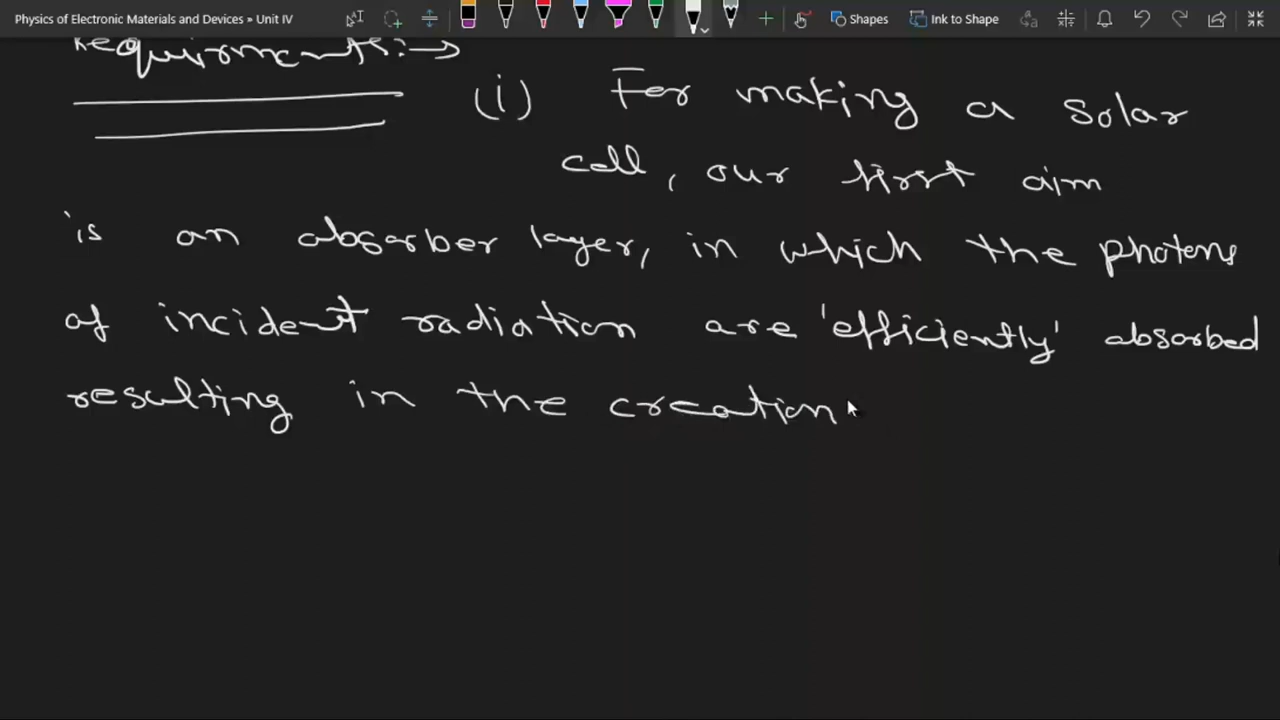 Physics of Electronic Materials and Devices » Unit IV
Shapes
Ink to Shape
Requirments:→
(i) For making a solar
cell, our first aim
is an absorber layer, in which the photons
of incident radiation are 'efficiently' absorbed
resulting in the creation